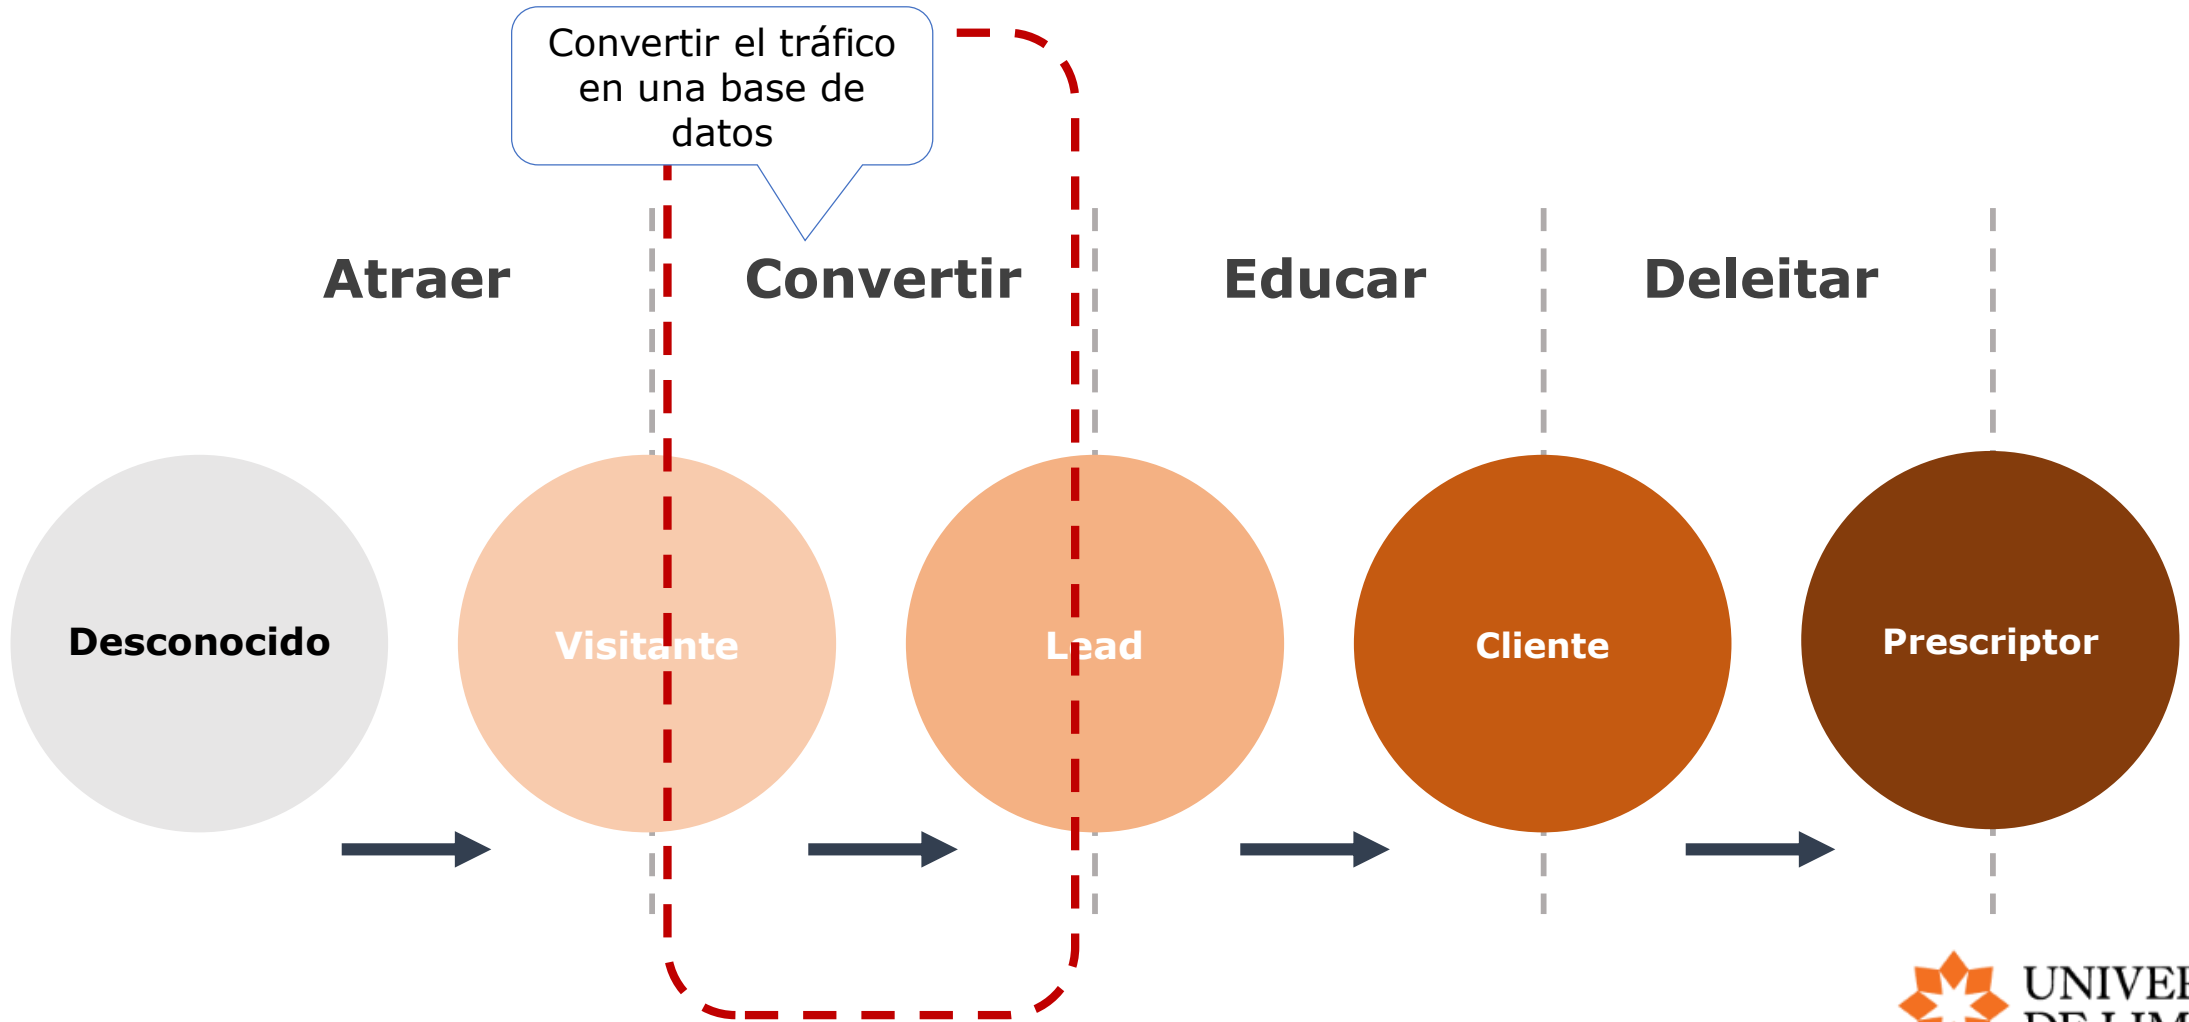 Convertir el tráfico
en una base de
datos
Atraer
Convertir
Educar
Deleitar
Desconocido
Visitante
Lead
Cliente
Prescriptor